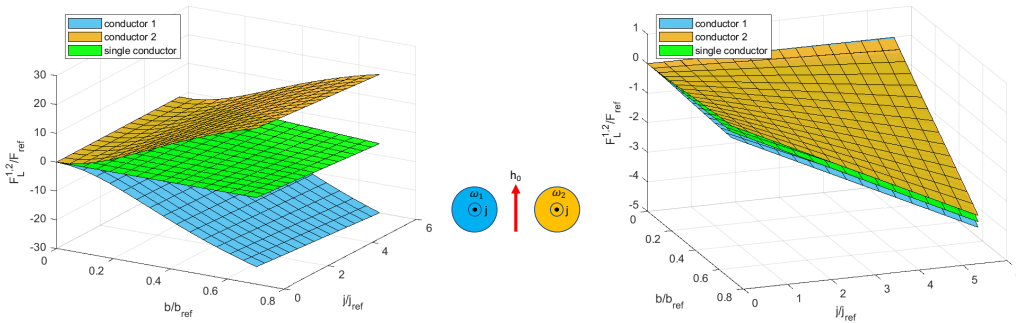 conductor 1
conductor 2
single conductor
F_L^{1,2}/F_ref
30
20
10
0
-10
-20
-30
0
0.2
0.4
0.6
0.8
b/b_ref
0
2
4
6
j/j_ref
h_0
ω_1
j
ω_2
j
conductor 1
conductor 2
single conductor
F_L^{1,2}/F_ref
1
0
-1
-2
-3
-4
-5
0
0.2
0.4
0.6
0.8
b/b_ref
0
1
2
3
4
5
j/j_ref